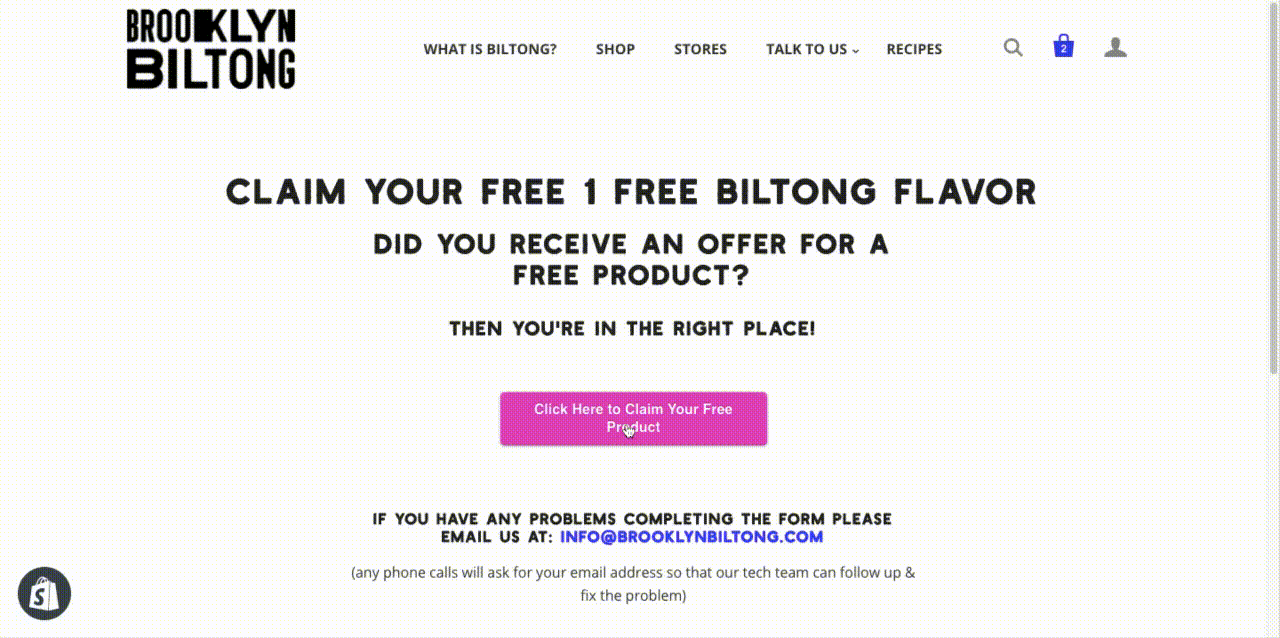 BROOKLYN
BILTONG
WHAT IS BILTONG? SHOP STORES TALK TO US RECIPES 2
CLAIM YOUR FREE 1 FREE BILTONG FLAVOR
DID YOU RECEIVE AN OFFER FOR A
FREE PRODUCT?
THEN YOU'RE IN THE RIGHT PLACE!
Click Here to Claim Your Free
Product
IF YOU HAVE ANY PROBLEMS COMPLETING THE FORM PLEASE
EMAIL US AT: INFO@BROOKLYNBILTONG.COM
(any phone calls will ask for your email address so that our tech team can follow up &
fix the problem)
S